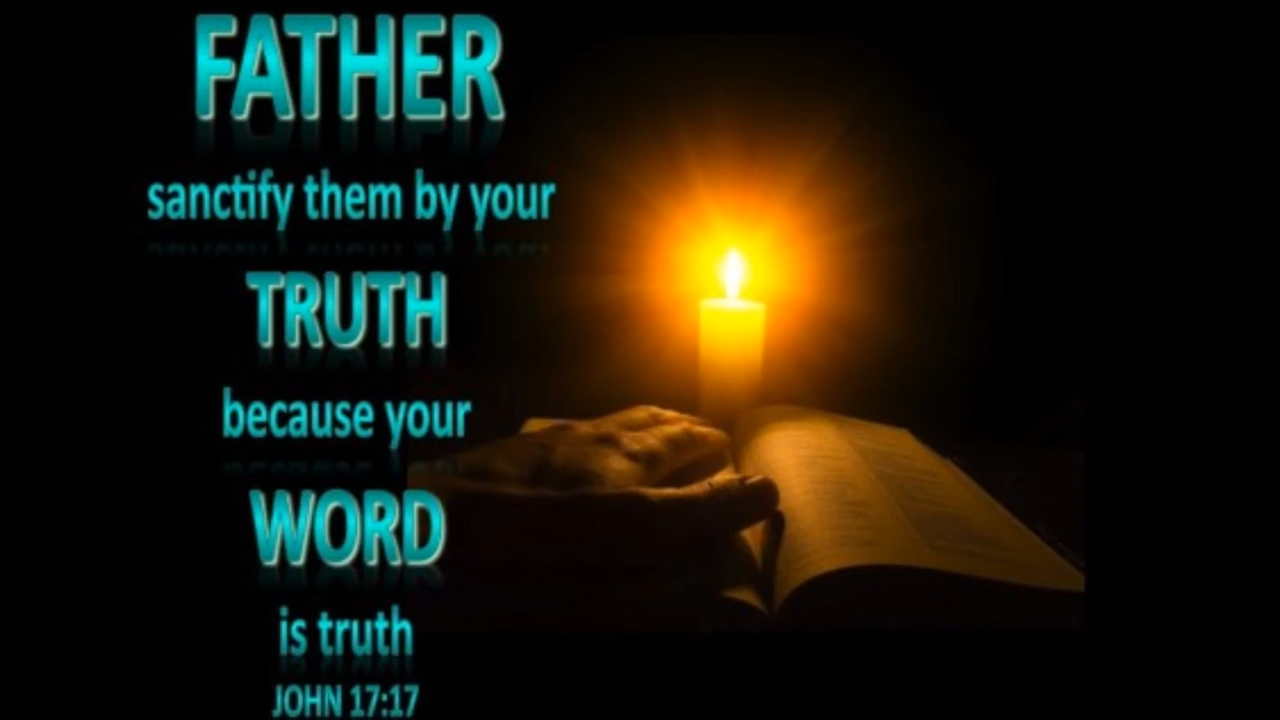 FATHER
sanctify them by your
TRUTH
because your
WORD
is truth
JOHN 17:17